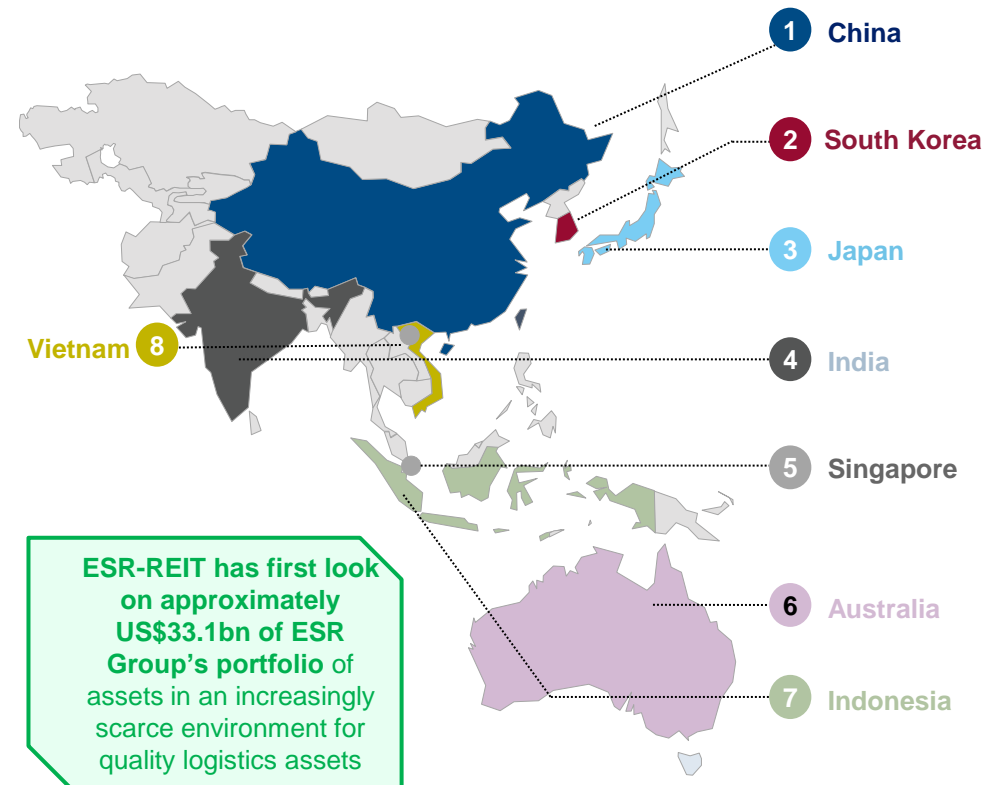 1 China
2 South Korea
3 Japan
Vietnam 8
4 India
5 Singapore
ESR-REIT has first look
on approximately
US$33.1bn of ESR
Group's portfolio of
assets in an increasingly
scarce environment for
quality logistics assets
6 Australia
7 Indonesia